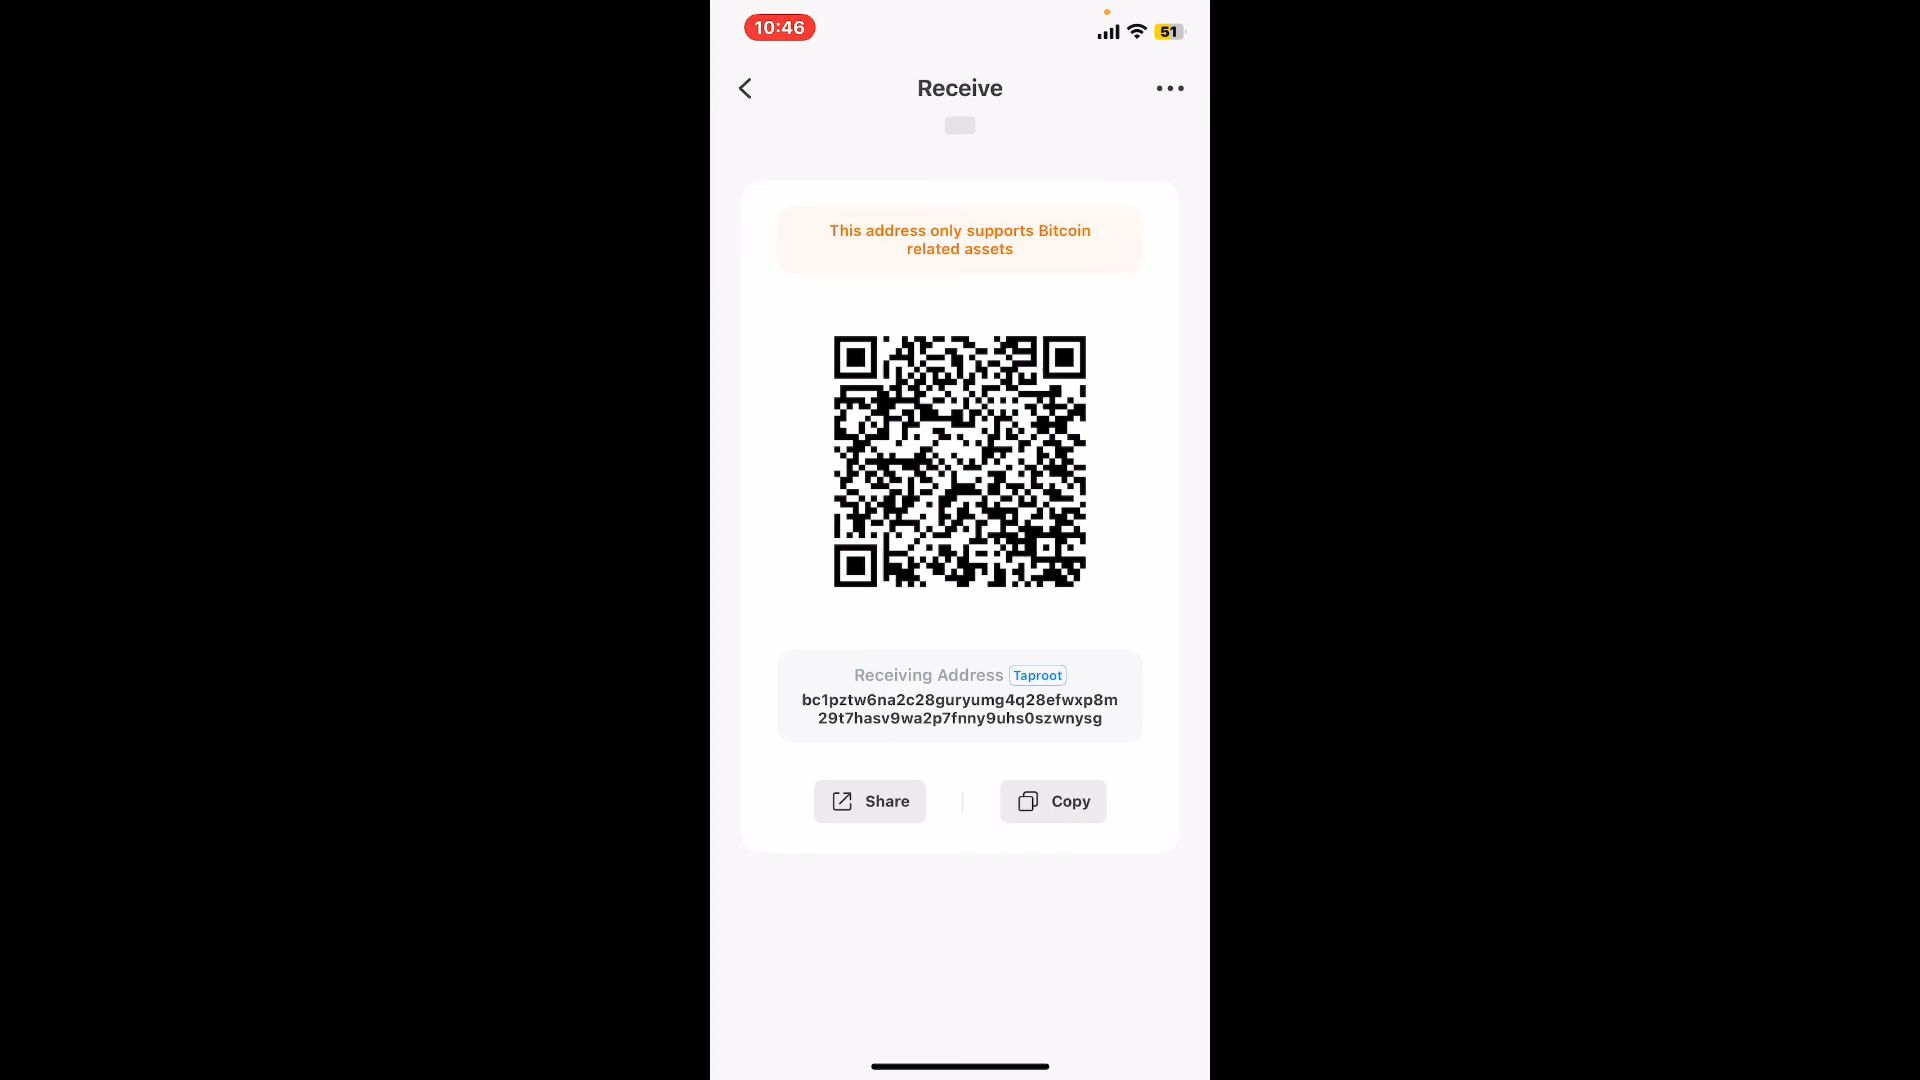 10:46
51
Receive
This address only supports Bitcoin
related assets
Receiving Address Taproot
bc1pztw6na2c28guryumg4q28efwxp8m
29t7hasv9wa2p7fnny9uhs0szwnysg
Share
Copy